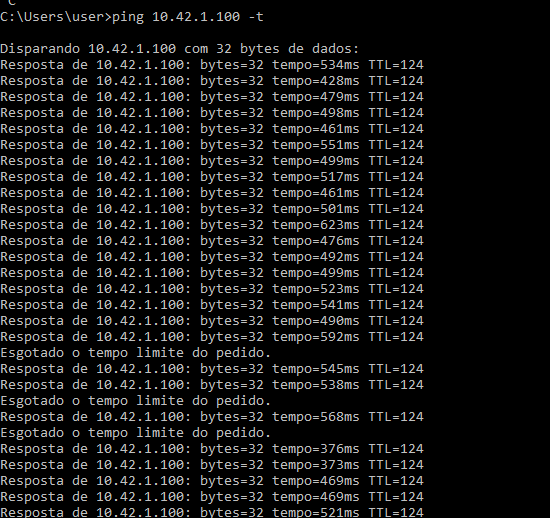 C:\Users\user>ping 10.42.1.100 -t
Disparando 10.42.1.100 com 32 bytes de dados:
Resposta de 10.42.1.100: bytes=32 tempo=534ms TTL=124
Resposta de 10.42.1.100: bytes=32 tempo=428ms TTL=124
Resposta de 10.42.1.100: bytes=32 tempo=479ms TTL=124
Resposta de 10.42.1.100: bytes=32 tempo=498ms TTL=124
Resposta de 10.42.1.100: bytes=32 tempo=461ms TTL=124
Resposta de 10.42.1.100: bytes=32 tempo=551ms TTL=124
Resposta de 10.42.1.100: bytes=32 tempo=499ms TTL=124
Resposta de 10.42.1.100: bytes=32 tempo=517ms TTL=124
Resposta de 10.42.1.100: bytes=32 tempo=461ms TTL=124
Resposta de 10.42.1.100: bytes=32 tempo=501ms TTL=124
Resposta de 10.42.1.100: bytes=32 tempo=623ms TTL=124
Resposta de 10.42.1.100: bytes=32 tempo=476ms TTL=124
Resposta de 10.42.1.100: bytes=32 tempo=492ms TTL=124
Resposta de 10.42.1.100: bytes=32 tempo=499ms TTL=124
Resposta de 10.42.1.100: bytes=32 tempo=523ms TTL=124
Resposta de 10.42.1.100: bytes=32 tempo=541ms TTL=124
Resposta de 10.42.1.100: bytes=32 tempo=490ms TTL=124
Resposta de 10.42.1.100: bytes=32 tempo=592ms TTL=124
Esgotado o tempo limite do pedido.
Resposta de 10.42.1.100: bytes=32 tempo=545ms TTL=124
Resposta de 10.42.1.100: bytes=32 tempo=538ms TTL=124
Esgotado o tempo limite do pedido.
Resposta de 10.42.1.100: bytes=32 tempo=568ms TTL=124
Esgotado o tempo limite do pedido.
Resposta de 10.42.1.100: bytes=32 tempo=376ms TTL=124
Resposta de 10.42.1.100: bytes=32 tempo=373ms TTL=124
Resposta de 10.42.1.100: bytes=32 tempo=469ms TTL=124
Resposta de 10.42.1.100: bytes=32 tempo=469ms TTL=124
Resposta de 10.42.1.100: bytes=32 tempo=521ms TTL=124